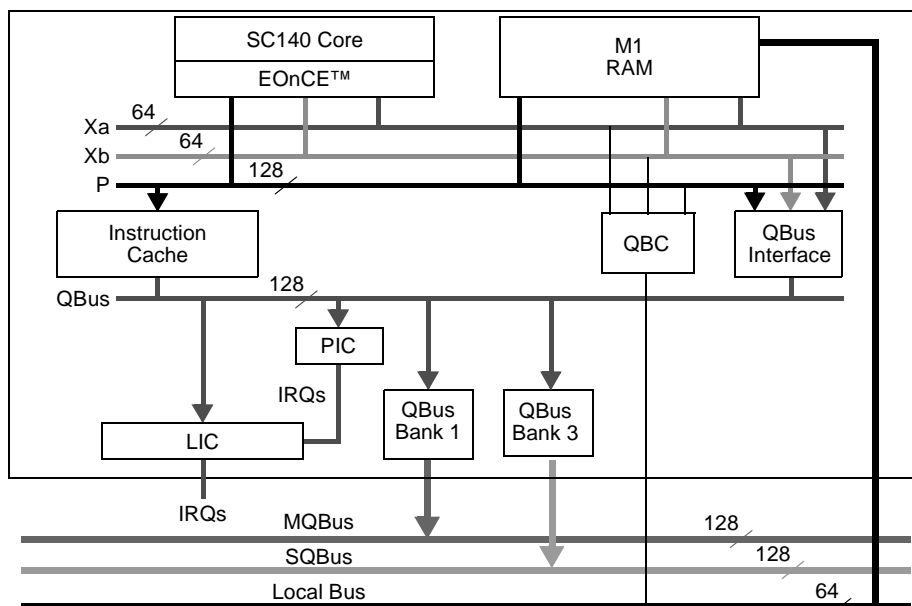 SC140 Core
EOnCE™
M1
RAM
64
Xa
64
Xb
128
P
Instruction
Cache
QBC
QBus
Interface
128
QBus
PIC
IRQs
QBus
Bank 1
QBus
Bank 3
LIC
IRQs
MQBus
128
SQBus
128
Local Bus
64